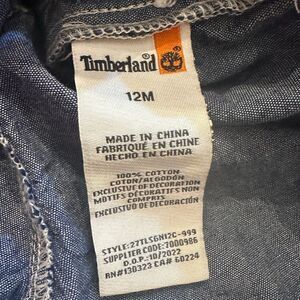 Timberland
12M
MADE IN CHINA
FABRIQUÉ EN CHINE
HECHO EN CHINA
100% COTTON
COTON/ALGODÓN
EXCLUSIVE OF DECORATION
MOTIFS DÉCORATIFS NON
COMPRIS
EXCLUSIVO DE DECORACIÓN
STYLE:27TLSGN12C-999
SUPPLIER CODE:7000986
D.O.P: 10/2022
RN#130323 CA# 60224